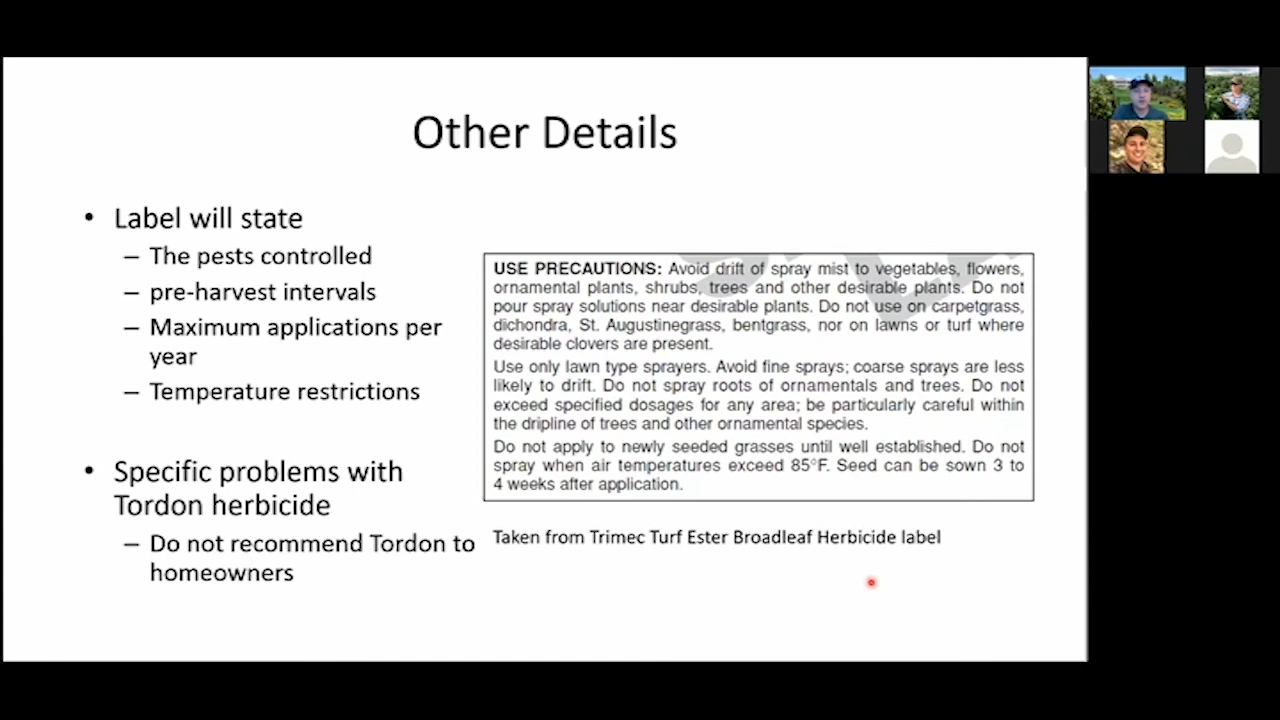 Other Details
• Label will state
– The pests controlled
– pre-harvest intervals
– Maximum applications per
year
– Temperature restrictions
• Specific problems with
Tordon herbicide
– Do not recommend Tordon to
homeowners
USE PRECAUTIONS: Avoid drift of spray mist to vegetables, flowers,
ornamental plants, shrubs, trees and other desirable plants. Do not
pour spray solutions near desirable plants. Do not use on carpetgrass,
dichondra, St. Augustinegrass, bentgrass, nor on lawns or turf where
desirable clovers are present.
Use only lawn type sprayers. Avoid fine sprays; coarse sprays are less
likely to drift. Do not spray roots of ornamentals and trees. Do not
exceed specified dosages for any area; be particularly careful within
the dripline of trees and other ornamental species.
Do not apply to newly seeded grasses until well established. Do not
spray when air temperatures exceed 85°F. Seed can be sown 3 to
4 weeks after application.
Taken from Trimec Turf Ester Broadleaf Herbicide label